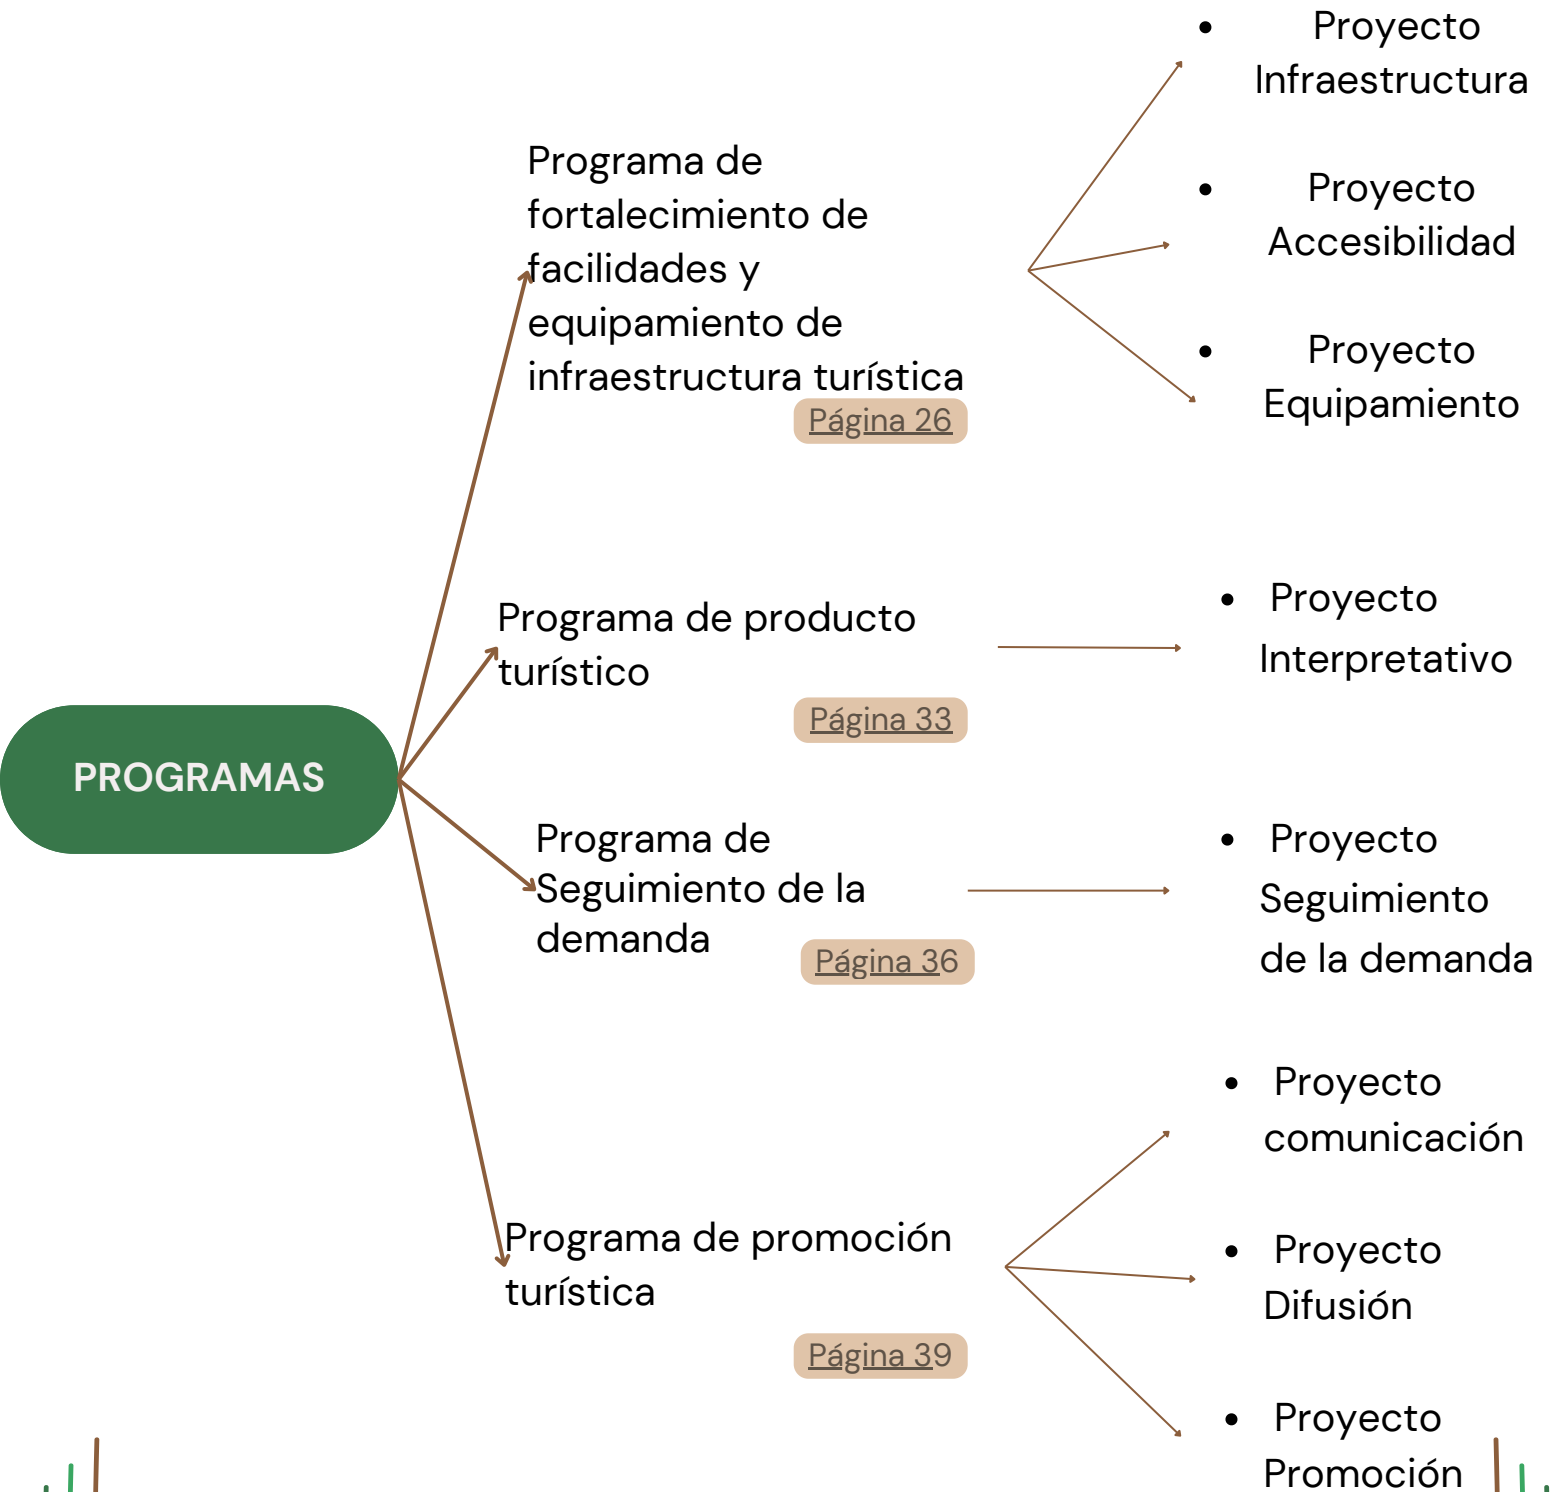 PROGRAMAS
Programa de
fortalecimiento de
facilidades y
equipamiento de
infraestructura turística
Página 26
• Proyecto
Infraestructura
• Proyecto
Accesibilidad
• Proyecto
Equipamiento
Programa de producto
turístico
Página 33
• Proyecto
Interpretativo
Programa de
Seguimiento de la
demanda
Página 36
• Proyecto
Seguimiento
de la demanda
Programa de promoción
turística
Página 39
• Proyecto
comunicación
• Proyecto
Difusión
• Proyecto
Promoción